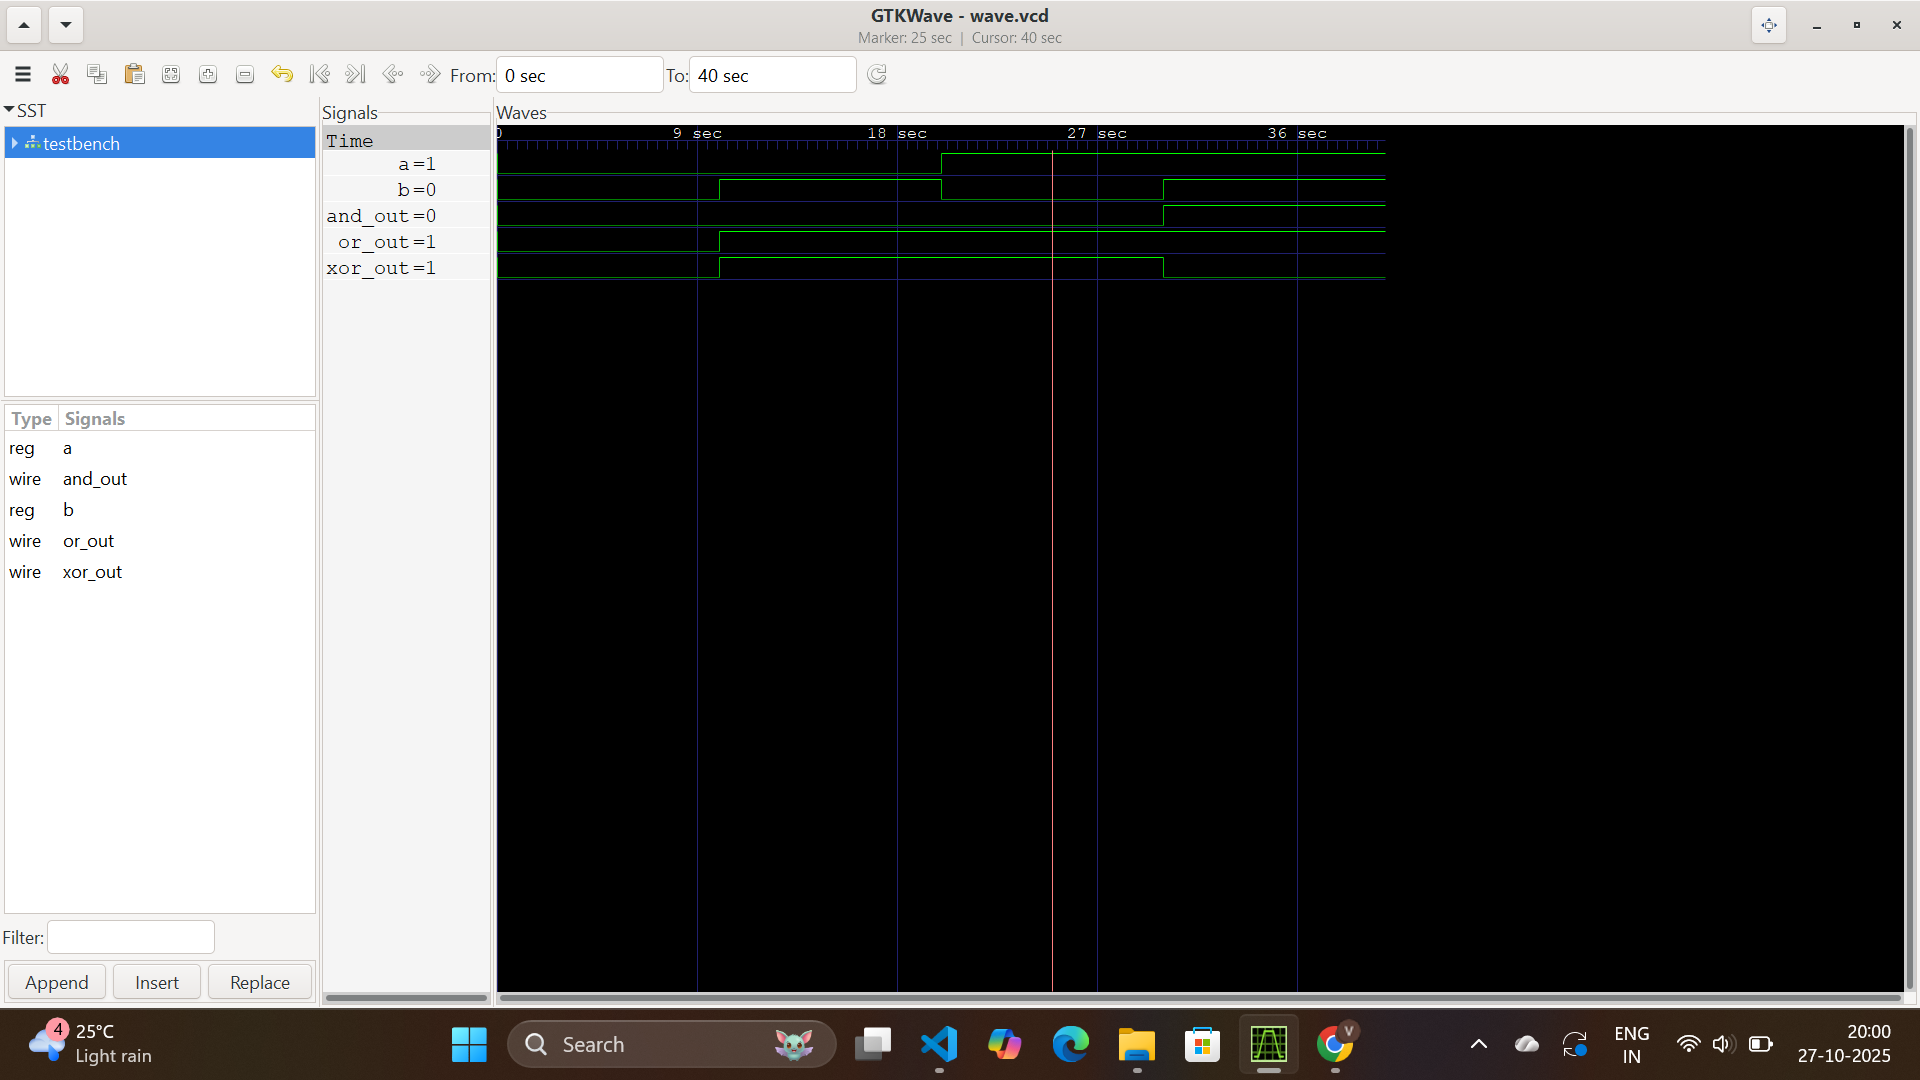 GTKWave - wave.vcd
Marker: 25 sec | Cursor: 40 sec
From: 0 sec To: 40 sec
SST
testbench
Type Signals
reg a
wire and_out
reg b
wire or_out
wire xor_out
Filter:
Append Insert Replace
Signals
Time
a=1
b=0
and_out=0
or_out=1
xor_out=1
Waves
0 9 sec 18 sec 27 sec 36 sec
4 25°C
Light rain
Search
V
ENG
IN
20:00
27-10-2025